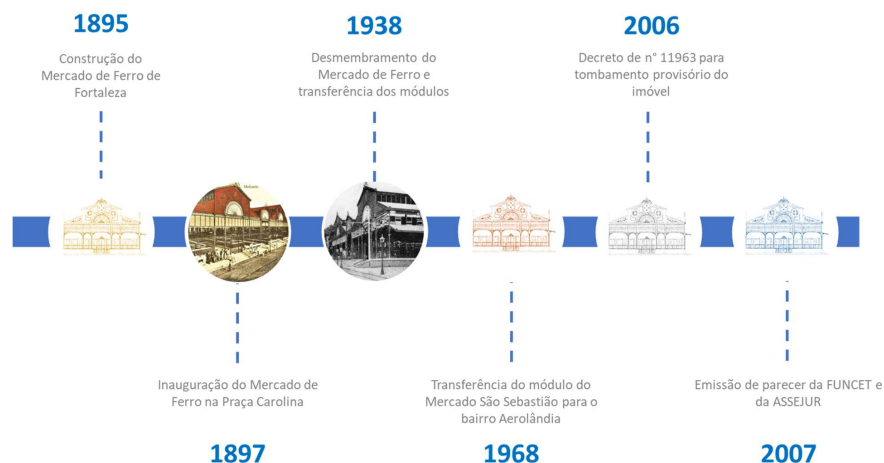 1895
Construção do
Mercado de Ferro de
Fortaleza
1938
Desmembramento do
Mercado de Ferro e
transferência dos módulos
2006
Decreto de n° 11963 para
tombamento provisório do
imóvel
Inauguração do Mercado de
Ferro na Praça Carolina
1897
Transferência do módulo do
Mercado São Sebastião para o
bairro Aerolândia
1968
Emissão de parecer da FUNCET e
da ASSEJUR
2007